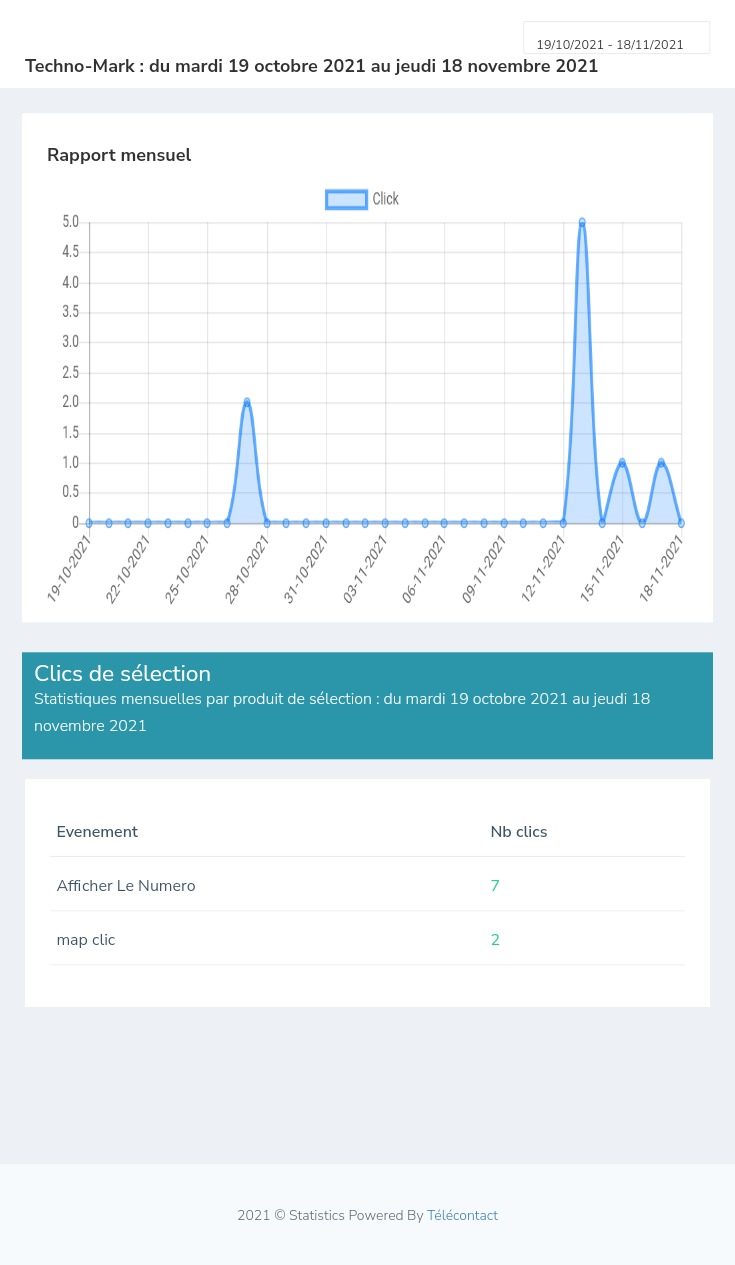 19/10/2021 - 18/11/2021
Techno-Mark : du mardi 19 octobre 2021 au jeudi 18 novembre 2021
Rapport mensuel
Click
5.0
4.5
4.0
3.5
3.0
2.5
2.0
1.5
1.0
0.5
0
19-10-2021
22-10-2021
25-10-2021
28-10-2021
31-10-2021
03-11-2021
06-11-2021
09-11-2021
12-11-2021
15-11-2021
18-11-2021
Clics de sélection
Statistiques mensuelles par produit de sélection : du mardi 19 octobre 2021 au jeudi 18
novembre 2021
Evenement Nb clics
Afficher Le Numero 7
map clic 2
2021 © Statistics Powered By Télécontact